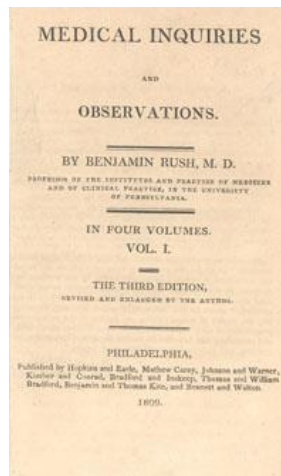 MEDICAL INQUIRIES
AND
OBSERVATIONS.
BY BENJAMIN RUSH, M. D.
PROFESSOR OF THE INSTITUTES AND PRACTICE OF MEDICINE
AND OF CLINICAL PRACTICE, IN THE UNIVERSITY
OF PENNSYLVANIA.
IN FOUR VOLUMES.
VOL. I.
THE THIRD EDITION,
REVISED AND ENLARGED BY THE AUTHOR.
PHILADELPHIA,
Published by Hopkins and Earle, Mathew Carey, Johnson and Warner,
Kimber and Conrad, Bradford and Inskeep, Thomas and William
Bradford, Benjamin and Thomas Kite, and Bennett and Walton.
1809.